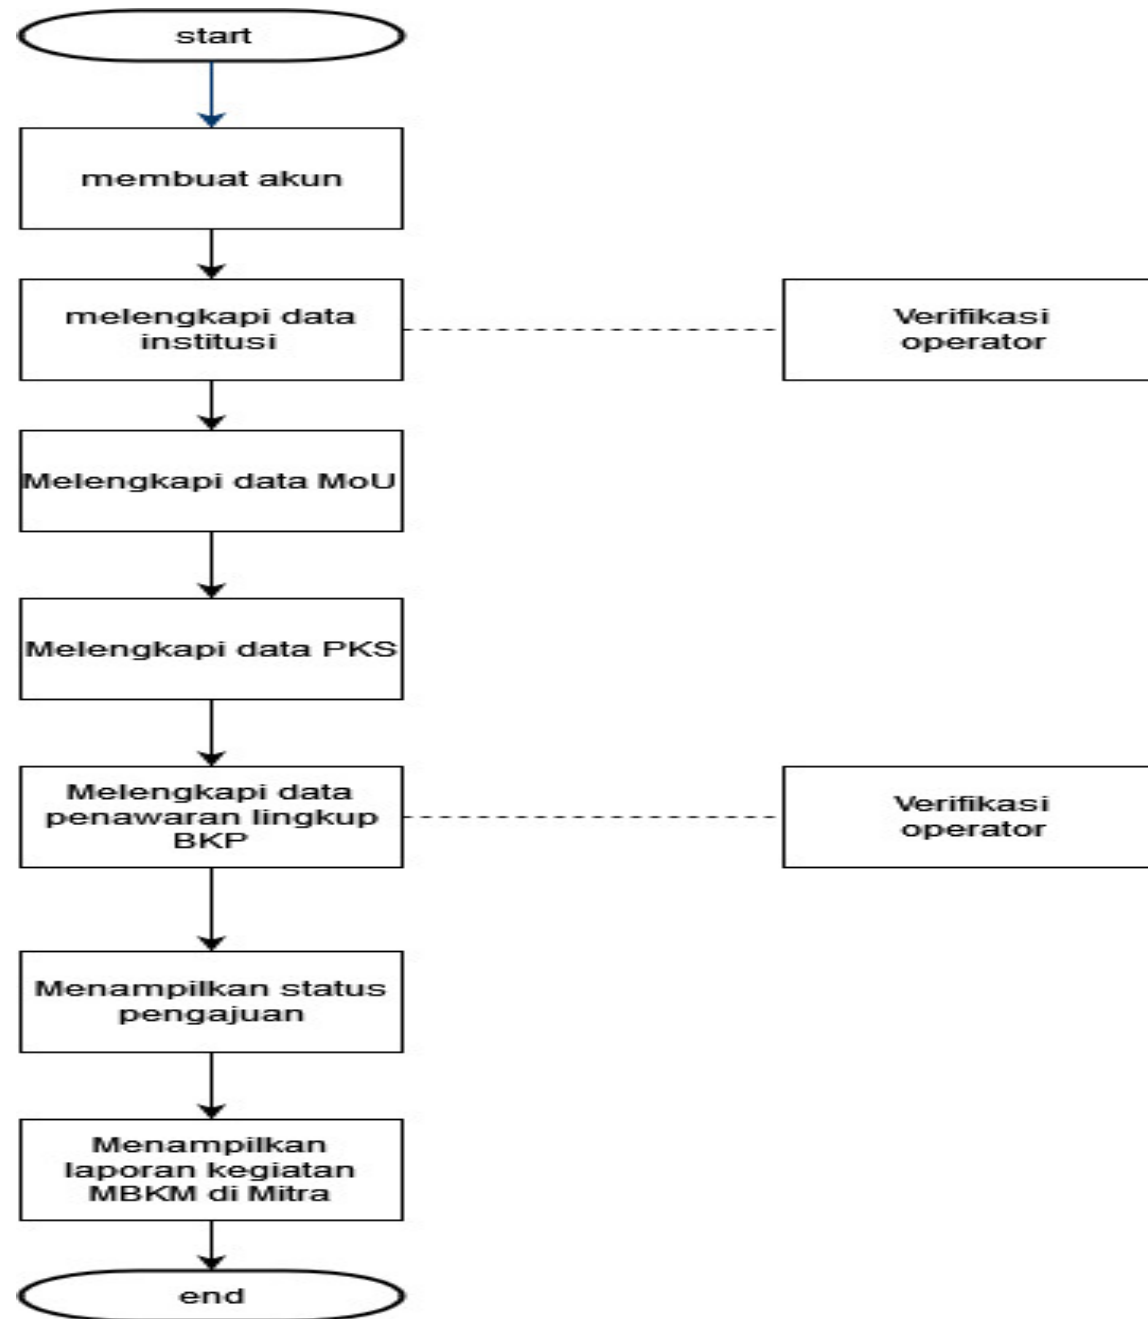 start
membuat akun
melengkapi data
institusi
Verifikasi
operator
Melengkapi data MoU
Melengkapi data PKS
Melengkapi data
penawaran lingkup
BKP
Verifikasi
operator
Menampilkan status
pengajuan
Menampilkan
laporan kegiatan
MBKM di Mitra
end